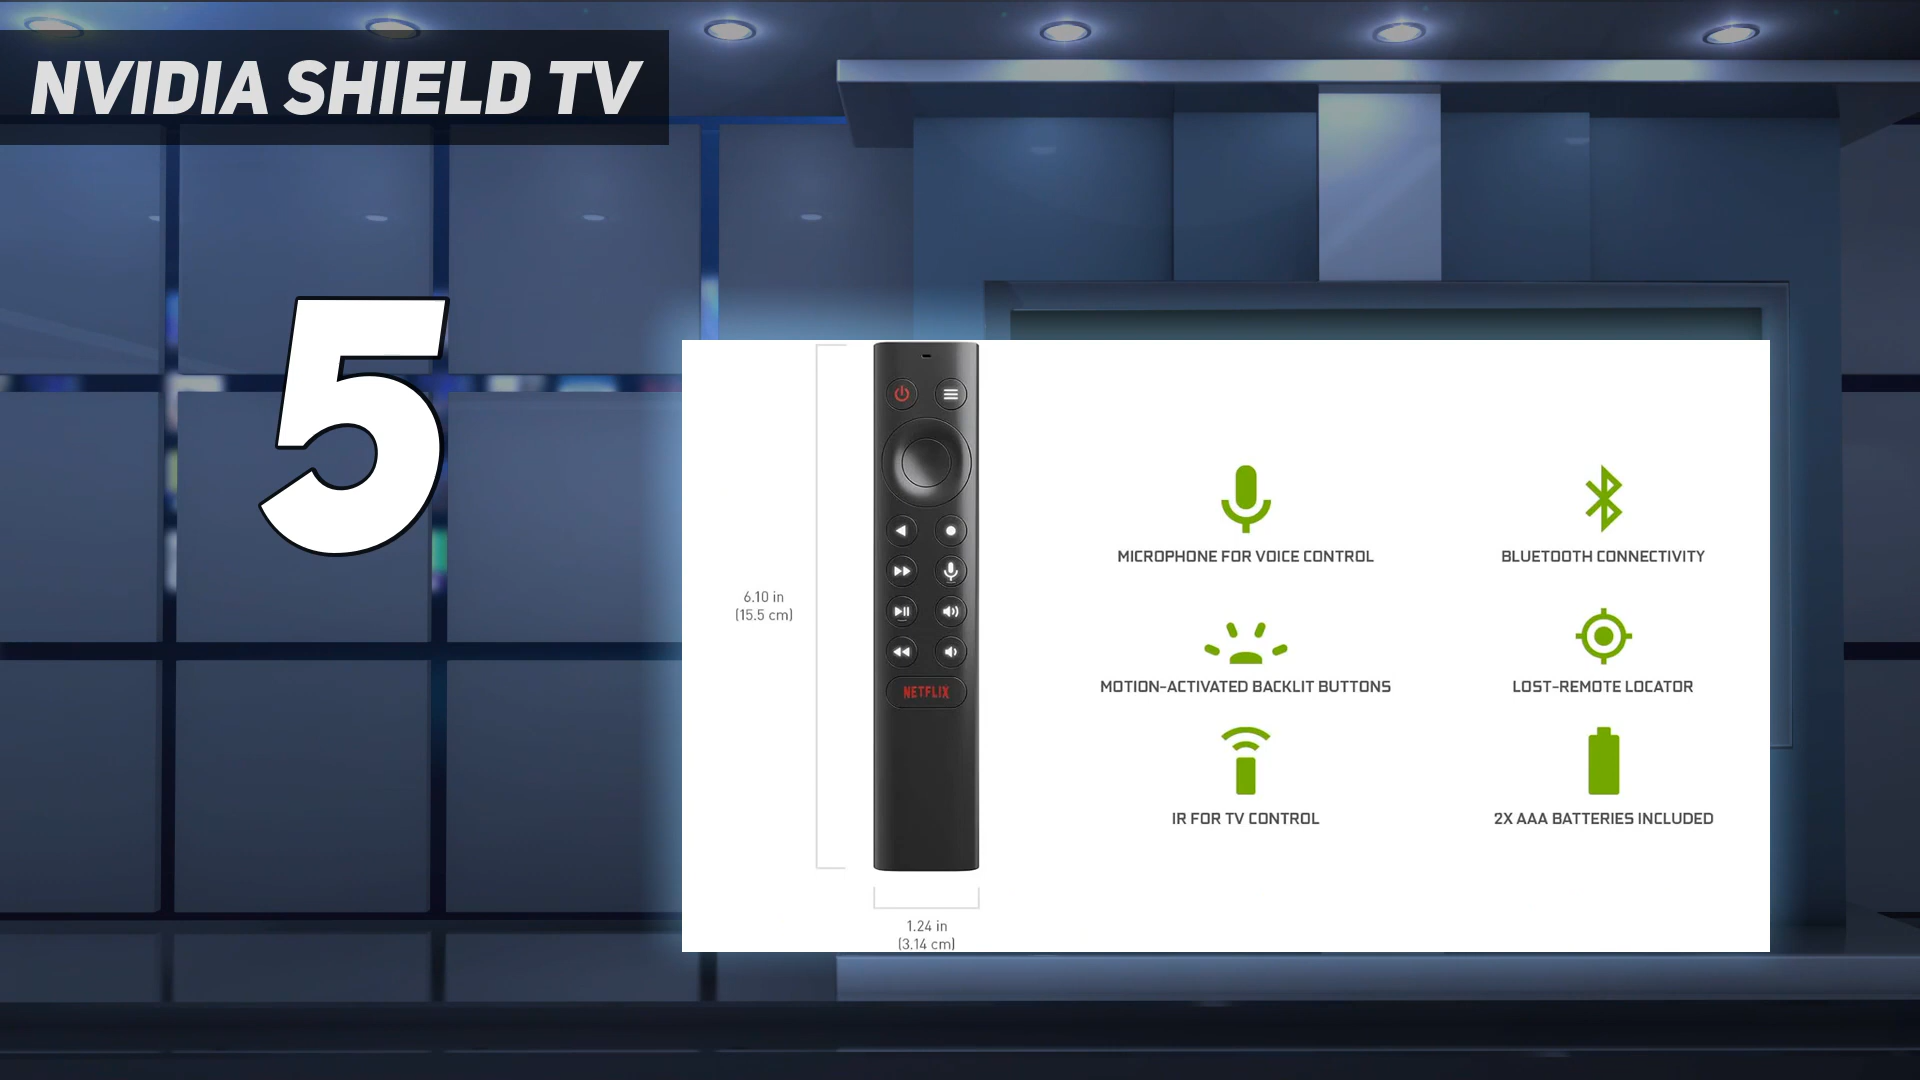 NVIDIA SHIELD TV
5
6.10 in
(15.5 cm)
NETFLIX
1.24 in
(3.14 cm)
MICROPHONE FOR VOICE CONTROL
BLUETOOTH CONNECTIVITY
MOTION-ACTIVATED BACKLIT BUTTONS
LOST-REMOTE LOCATOR
IR FOR TV CONTROL
2X AAA BATTERIES INCLUDED